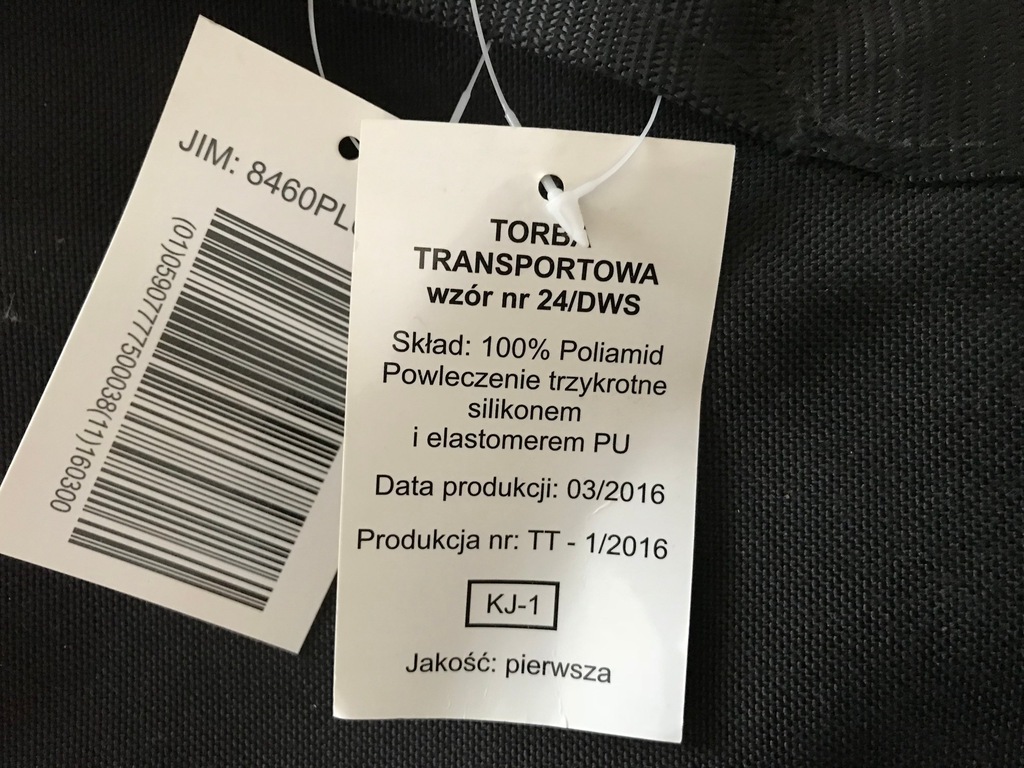 JIM: 8460PL
(01)05907777500038(11)160300
TORBA
TRANSPORTOWA
wzór nr 24/DWS
Skład: 100% Poliamid
Powleczenie trzykrotne
silikonem
i elastomerem PU
Data produkcji: 03/2016
Produkcja nr: TT - 1/2016
KJ-1
Jakość: pierwsza